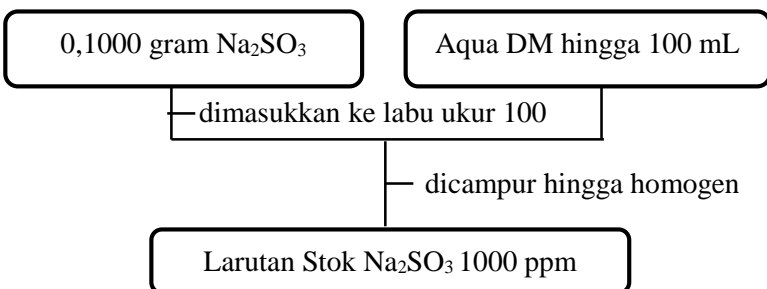 0,1000 gram Na₂SO₃
Aqua DM hingga 100 mL
dimasukkan ke labu ukur 100
dicampur hingga homogen
Larutan Stok Na₂SO₃ 1000 ppm